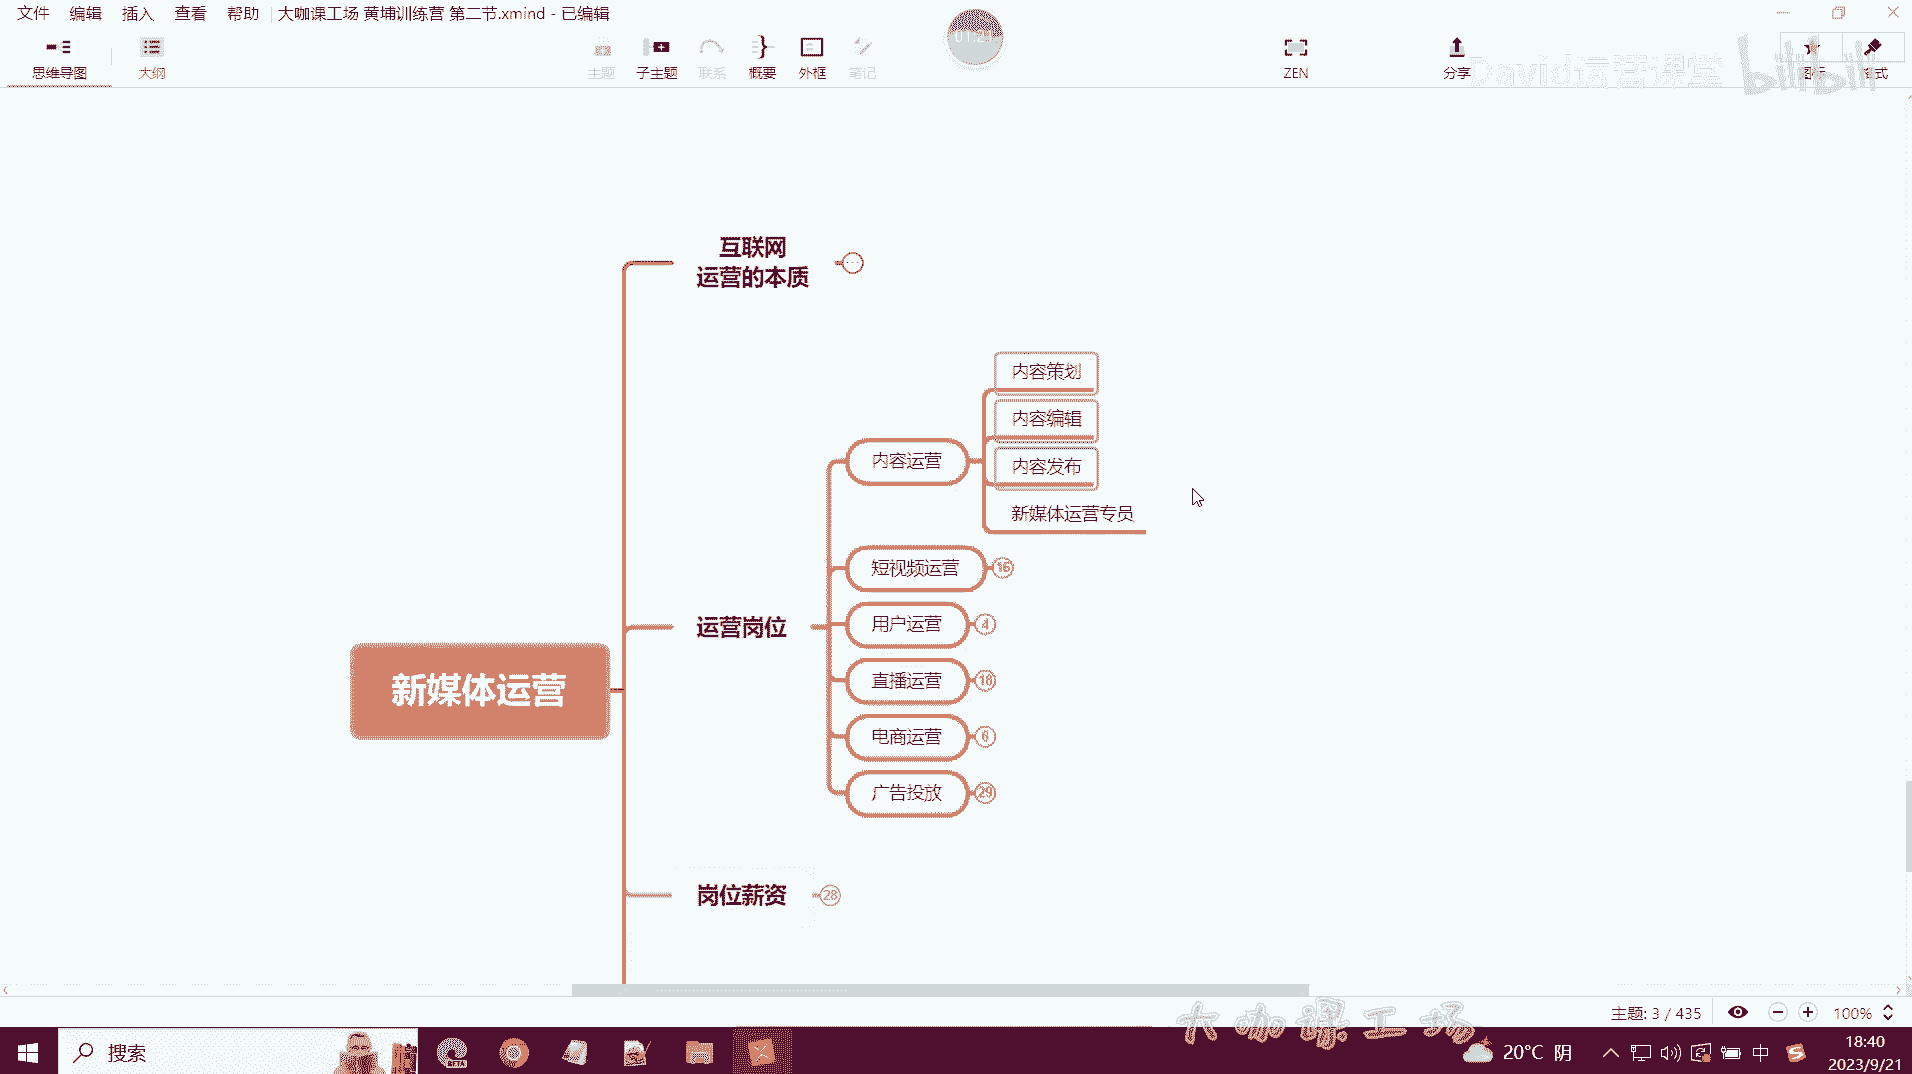 文件 编辑 插入 查看 帮助 大咖课工场 黄埔训练营 第二节.xmind - 已编辑
思维导图 大纲 主题 子主题 联系 概要 外框 笔记 ZEN 分享
David运营课堂 bilibili
互联网
运营的本质
内容策划
内容编辑
内容运营
内容发布
新媒体运营专员
短视频运营 16
用户运营 4
运营岗位
直播运营 18
新媒体运营
电商运营 6
广告投放 29
岗位薪资 28
主题: 3 / 435 100%
大咖课工场
搜索
BETA
20°C 阴
中
18:40
2023/9/21